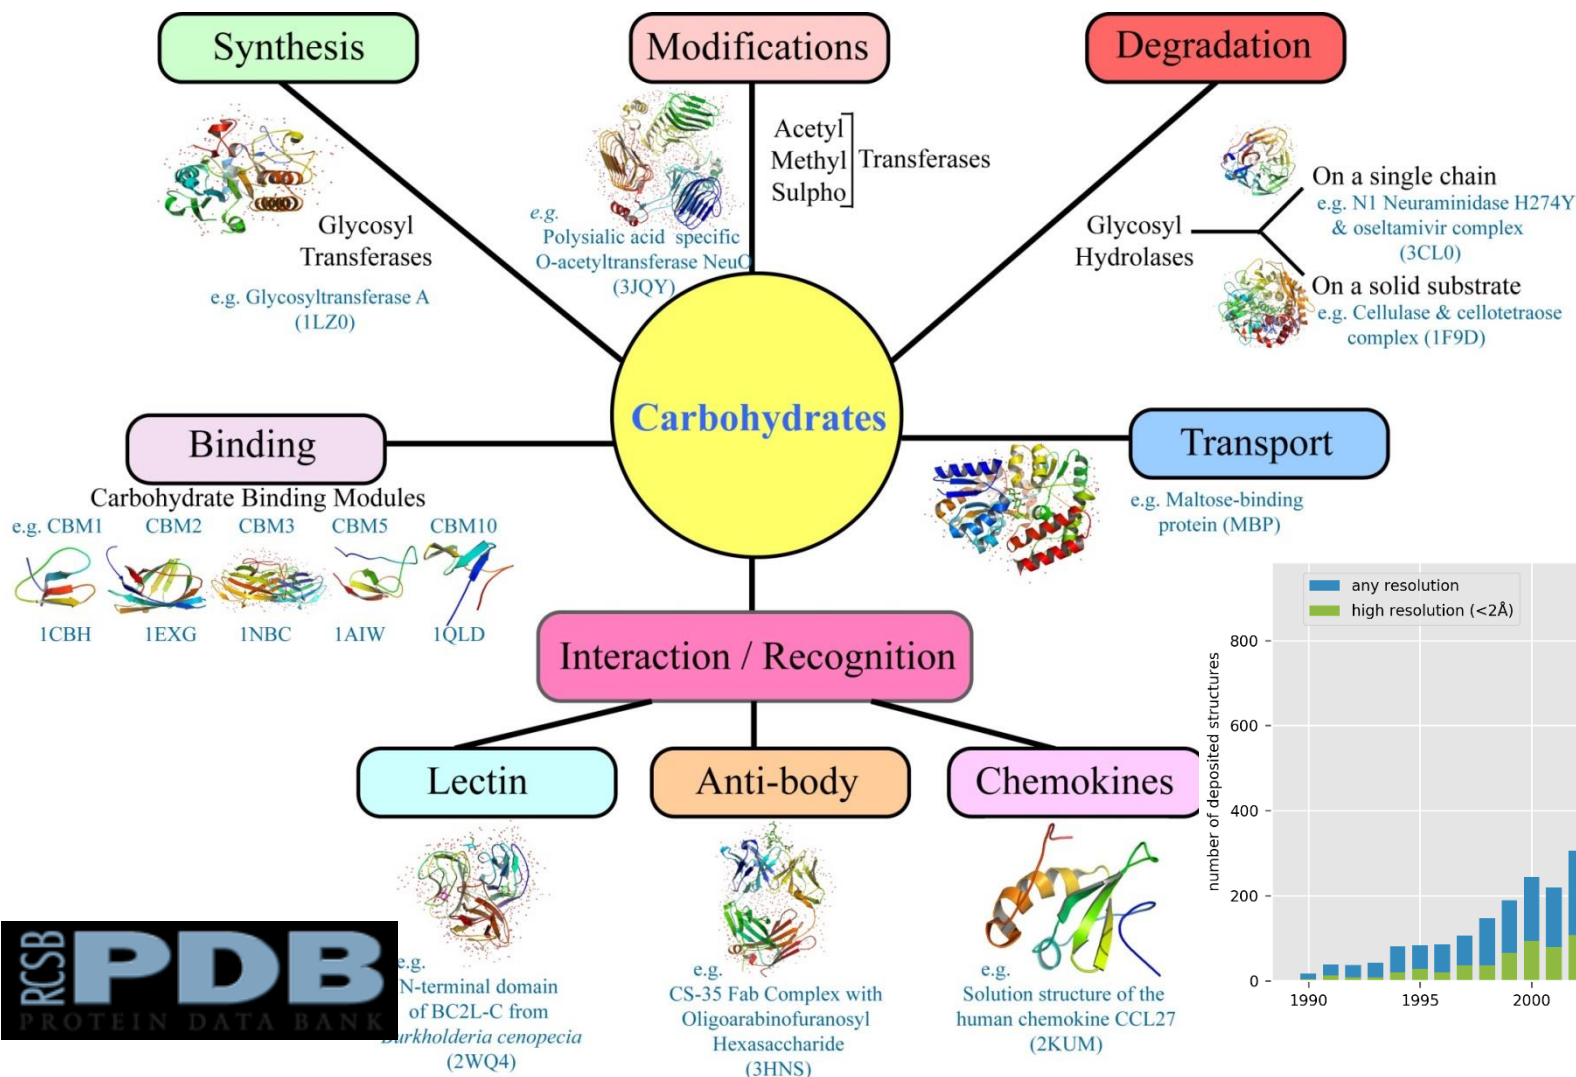 Synthesis
Modifications
Degradation
Glycosyl
Transferases
e.g. Glycosyltransferase A
(1LZ0)
Acetyl
Methyl
Sulpho
Transferases
e.g.
Polysialic acid specific
O-acetyltransferase NeuO
(3JQY)
Glycosyl
Hydrolases
On a single chain
e.g. N1 Neuraminidase H274Y
& oseltamivir complex
(3CL0)
On a solid substrate
e.g. Cellulase & cellotetraose
complex (1F9D)
Carbohydrates
Binding
Carbohydrate Binding Modules
e.g. CBM1 CBM2 CBM3 CBM5 CBM10
1CBH 1EXG 1NBC 1AIW 1QLD
Transport
e.g. Maltose-binding
protein (MBP)
Interaction / Recognition
Lectin
Anti-body
Chemokines
e.g.
N-terminal domain
of BC2L-C from
Burkholderia cenopecia
(2WQ4)
e.g.
CS-35 Fab Complex with
Oligoarabinofuranosyl
Hexasaccharide
(3HNS)
e.g.
Solution structure of the
human chemokine CCL27
(2KUM)
RCSB
PDB
PROTEIN DATA BANK
any resolution
high resolution (<2Å)
number of deposited structures
800
600
400
200
0
1990 1995 2000